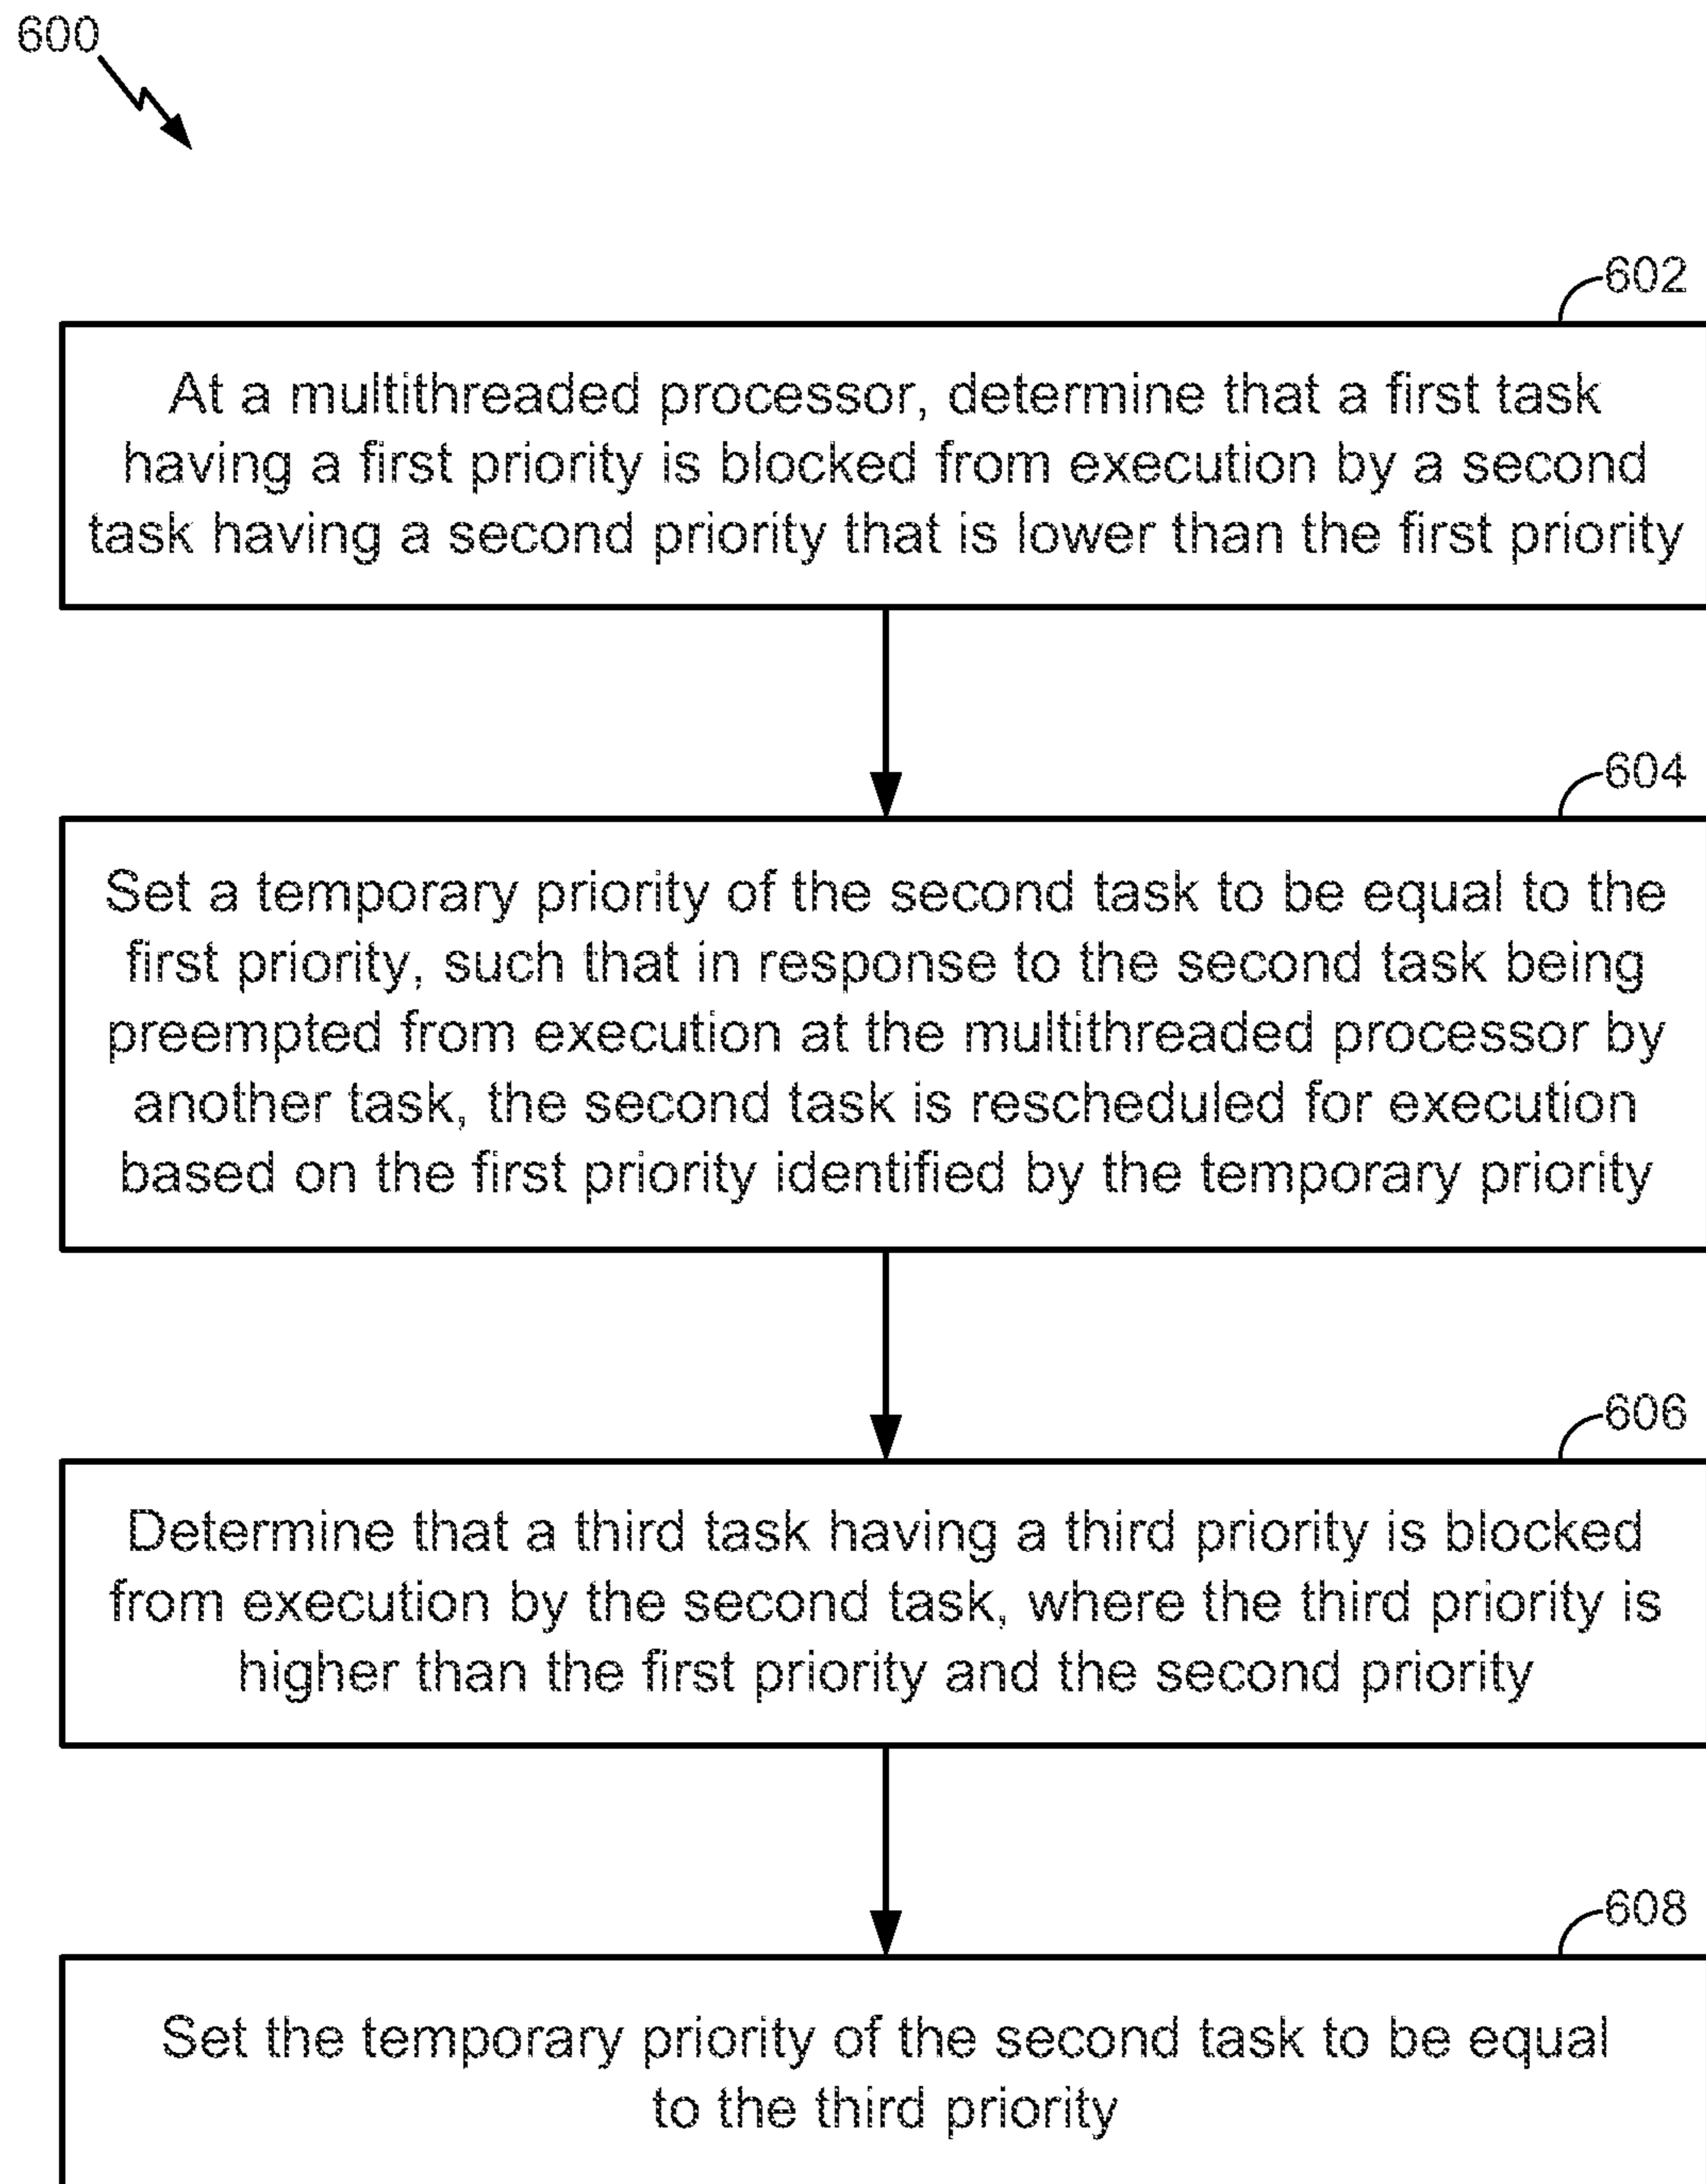 600
602
At a multithreaded processor, determine that a first task
having a first priority is blocked from execution by a second
task having a second priority that is lower than the first priority
604
Set a temporary priority of the second task to be equal to the
first priority, such that in response to the second task being
preempted from execution at the multithreaded processor by
another task, the second task is rescheduled for execution
based on the first priority identified by the temporary priority
606
Determine that a third task having a third priority is blocked
from execution by the second task, where the third priority is
higher than the first priority and the second priority
608
Set the temporary priority of the second task to be equal
to the third priority